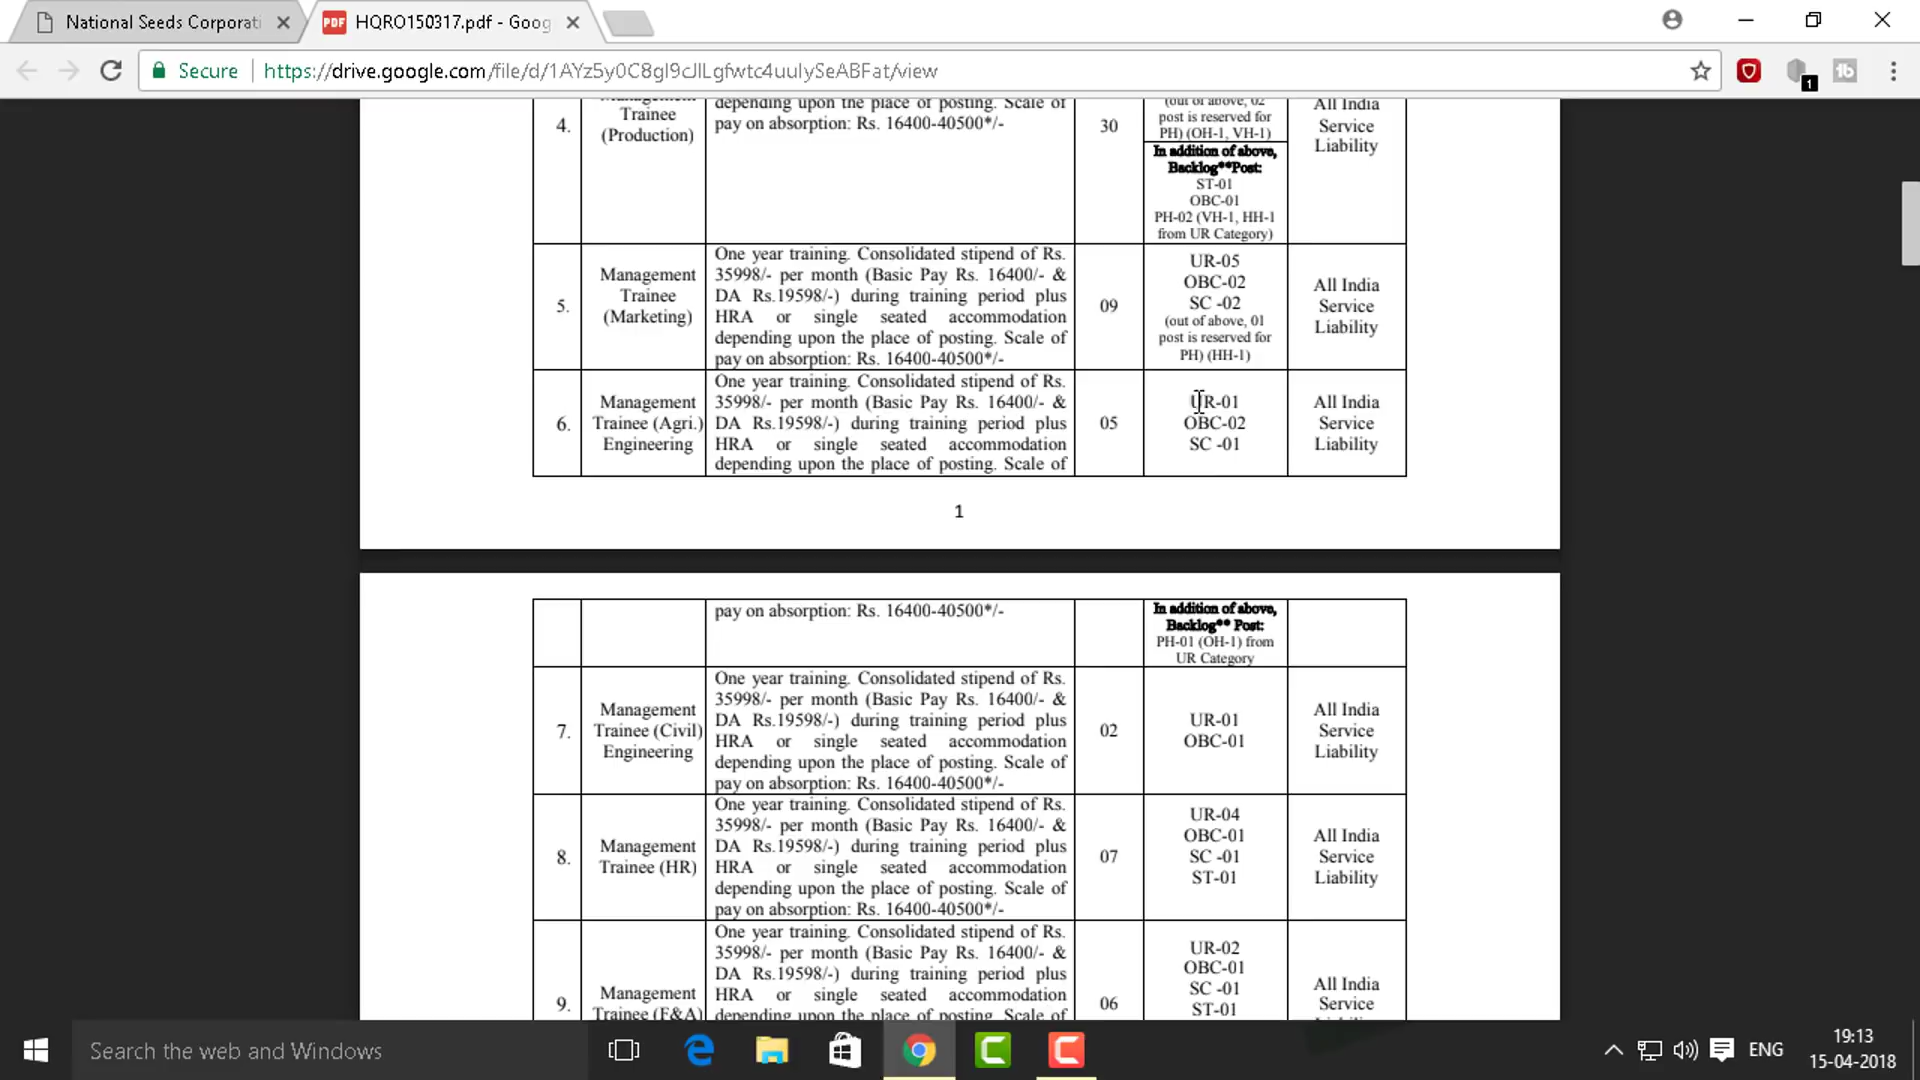 National Seeds Corporati
HQRO150317.pdf - Goog
Secure
https://drive.google.com/file/d/1AYz5y0C8gl9cJlLgfwtc4uulySeABFat/view
4.
Trainee
(Production)
depending upon the place of posting. Scale of
pay on absorption: Rs. 16400-40500*/-
30
(out of above, 02
post is reserved for
PH) (OH-1, VH-1)
In addition of above,
Backlog**Post:
ST-01
OBC-01
PH-02 (VH-1, HH-1
from UR Category)
All India
Service
Liability
5.
Management
Trainee
(Marketing)
One year training. Consolidated stipend of Rs.
35998/- per month (Basic Pay Rs. 16400/- &
DA Rs.19598/-) during training period plus
HRA or single seated accommodation
depending upon the place of posting. Scale of
pay on absorption: Rs. 16400-40500*/-
09
UR-05
OBC-02
SC -02
(out of above, 01
post is reserved for
PH) (HH-1)
All India
Service
Liability
6.
Management
Trainee (Agri.)
Engineering
One year training. Consolidated stipend of Rs.
35998/- per month (Basic Pay Rs. 16400/- &
DA Rs.19598/-) during training period plus
HRA or single seated accommodation
depending upon the place of posting. Scale of
05
UR-01
OBC-02
SC -01
All India
Service
Liability
1
pay on absorption: Rs. 16400-40500*/-
In addition of above,
Backlog** Post:
PH-01 (OH-1) from
UR Category
7.
Management
Trainee (Civil)
Engineering
One year training. Consolidated stipend of Rs.
35998/- per month (Basic Pay Rs. 16400/- &
DA Rs.19598/-) during training period plus
HRA or single seated accommodation
depending upon the place of posting. Scale of
pay on absorption: Rs. 16400-40500*/-
02
UR-01
OBC-01
All India
Service
Liability
8.
Management
Trainee (HR)
One year training. Consolidated stipend of Rs.
35998/- per month (Basic Pay Rs. 16400/- &
DA Rs.19598/-) during training period plus
HRA or single seated accommodation
depending upon the place of posting. Scale of
pay on absorption: Rs. 16400-40500*/-
07
UR-04
OBC-01
SC -01
ST-01
All India
Service
Liability
9.
Management
Trainee (F&A)
One year training. Consolidated stipend of Rs.
35998/- per month (Basic Pay Rs. 16400/- &
DA Rs.19598/-) during training period plus
HRA or single seated accommodation
depending upon the place of posting. Scale of
06
UR-02
OBC-01
SC -01
ST-01
All India
Service
Search the web and Windows
ENG
19:13
15-04-2018